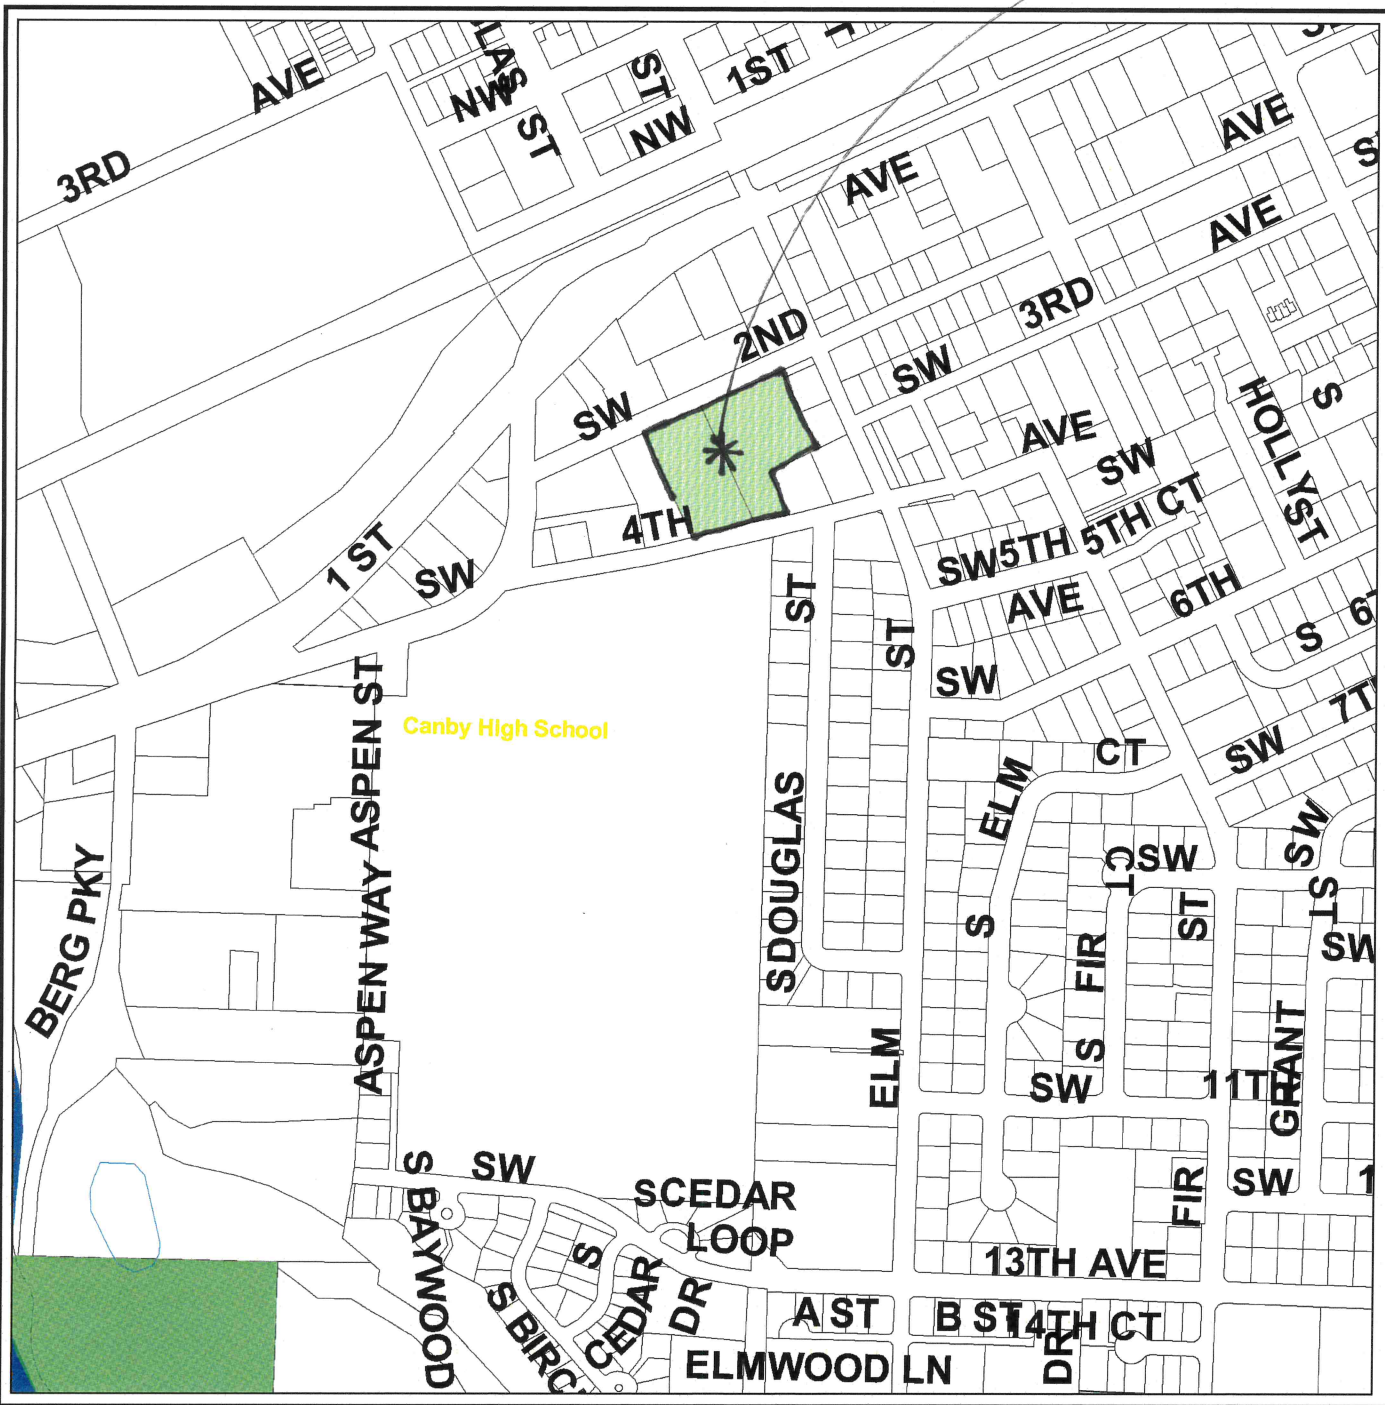 AVE
NW
ST
ST
NW
1ST
3RD
AVE
AVE
AVE
2ND
3RD
SW
SW
AVE
SW
HOLLY ST
S
4TH
1 ST
SW
SW 5TH
5TH CT
AVE
6TH
S
SW
7TH
SW
ST
ST
ASPEN WAY ASPEN ST
Canby High School
CT
ELM
S
SW
CT
SW
ST
ST
SW
S DOUGLAS
BERG PKY
FIR
S
ELM
SW
11TH
GRANT
S BAYWOOD
SW
S CEDAR
LOOP
FIR
SW
13TH AVE
S
S BIRCH
CEDAR
DR
A ST
B ST
14TH CT
DR
ELMWOOD LN